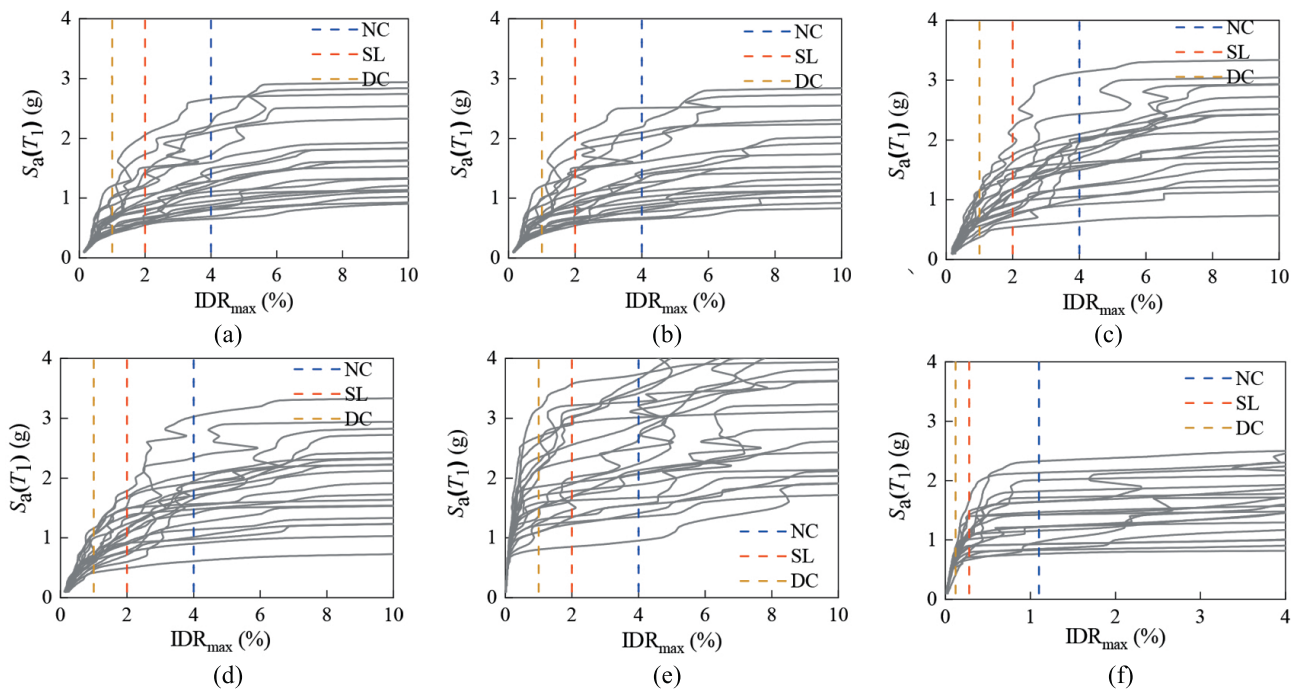 4
3
2
1
0
Sa(T1) (g)
NC
SL
DC
0 2 4 6 8 10
IDRmax (%)
(a)
4
3
2
1
0
Sa(T1) (g)
NC
SL
DC
0 2 4 6 8 10
IDRmax (%)
(b)
4
3
2
1
0
Sa(T1) (g)
NC
SL
DC
0 2 4 6 8 10
IDRmax (%)
(c)
4
3
2
1
0
Sa(T1) (g)
NC
SL
DC
0 2 4 6 8 10
IDRmax (%)
(d)
4
3
2
1
0
Sa(T1) (g)
NC
SL
DC
0 2 4 6 8 10
IDRmax (%)
(e)
4
3
2
1
0
Sa(T1) (g)
NC
SL
DC
0 1 2 3 4
IDRmax (%)
(f)